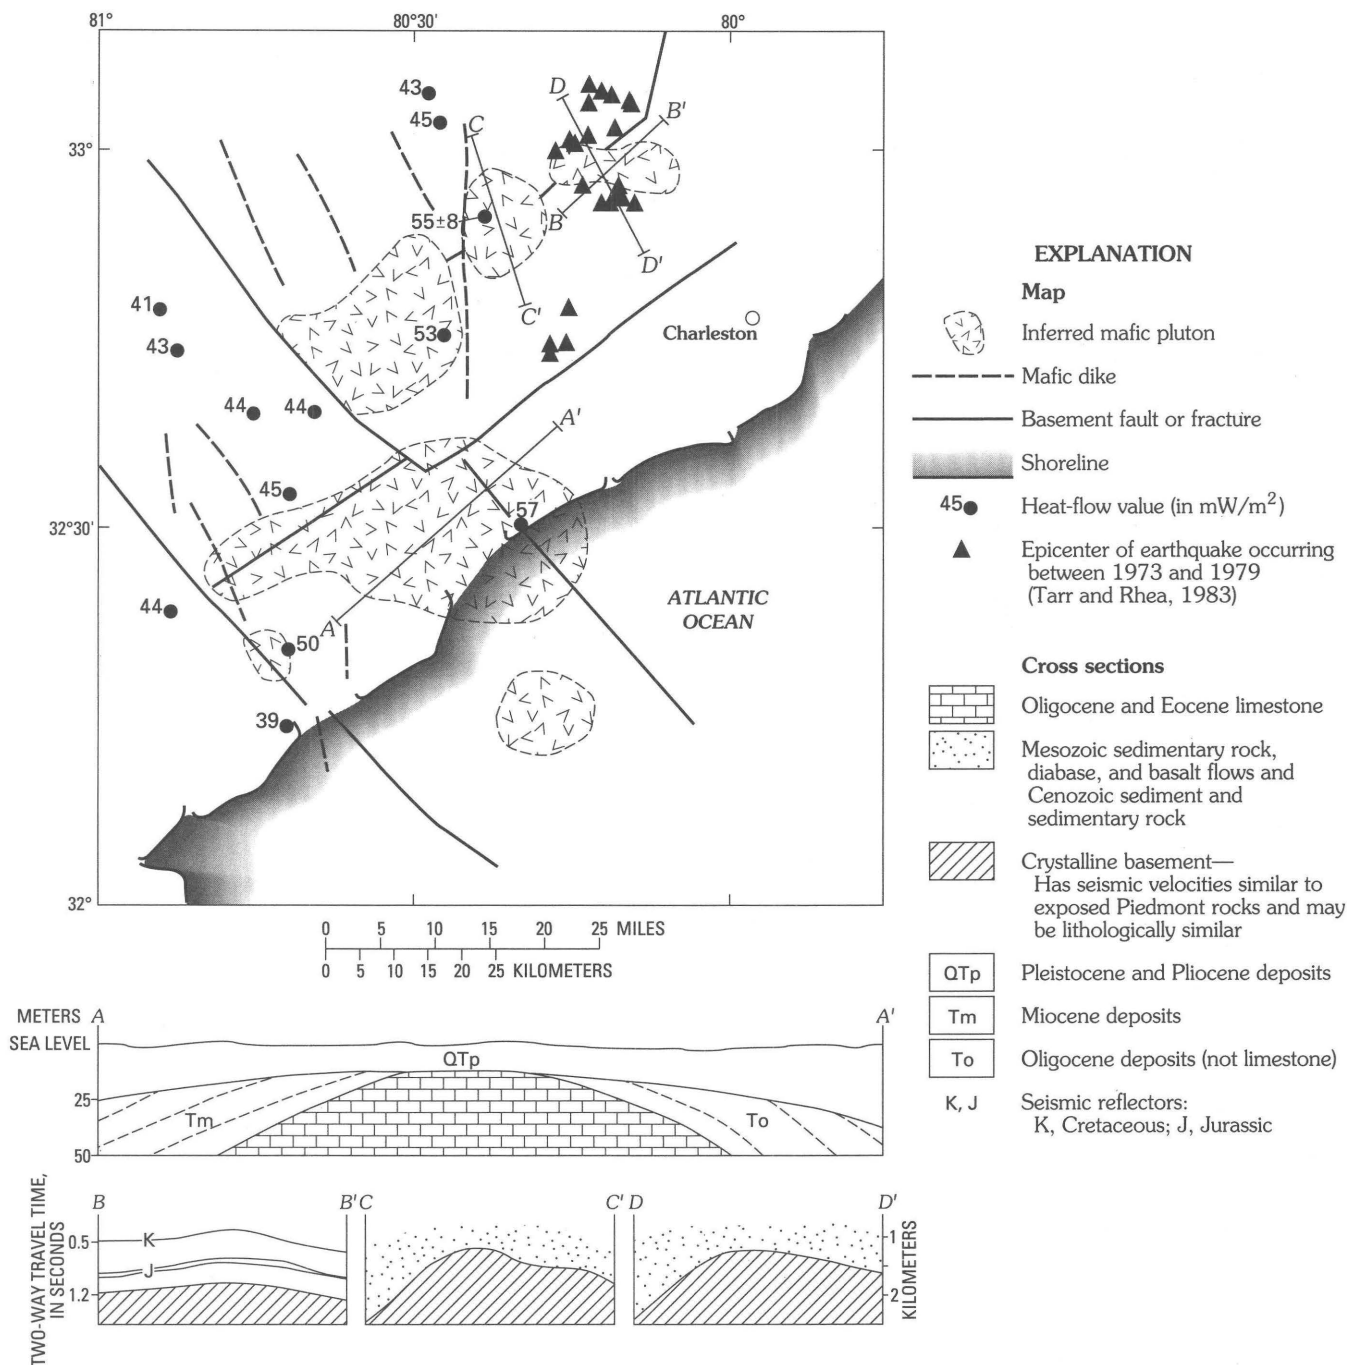 81°
80°30'
80°
33°
32°30'
32°
43
45
C
D
B'
55±8
B
D'
C'
41
43
53
Charleston
44
44
A'
45
57
44
A
50
39
ATLANTIC
OCEAN
0 5 10 15 20 25 MILES
0 5 10 15 20 25 KILOMETERS
EXPLANATION
Map
Inferred mafic pluton
Mafic dike
Basement fault or fracture
Shoreline
45 Heat-flow value (in mW/m²)
Epicenter of earthquake occurring
between 1973 and 1979
(Tarr and Rhea, 1983)
Cross sections
Oligocene and Eocene limestone
Mesozoic sedimentary rock,
diabase, and basalt flows and
Cenozoic sediment and
sedimentary rock
Crystalline basement—
Has seismic velocities similar to
exposed Piedmont rocks and may
be lithologically similar
QTp Pleistocene and Pliocene deposits
Tm Miocene deposits
To Oligocene deposits (not limestone)
K, J Seismic reflectors:
K, Cretaceous; J, Jurassic
METERS A A'
SEA LEVEL
QTp
25
Tm
To
50
TWO-WAY TRAVEL TIME,
IN SECONDS
B B' C C' D D'
0.5
K
J
1.2
1
2
KILOMETERS